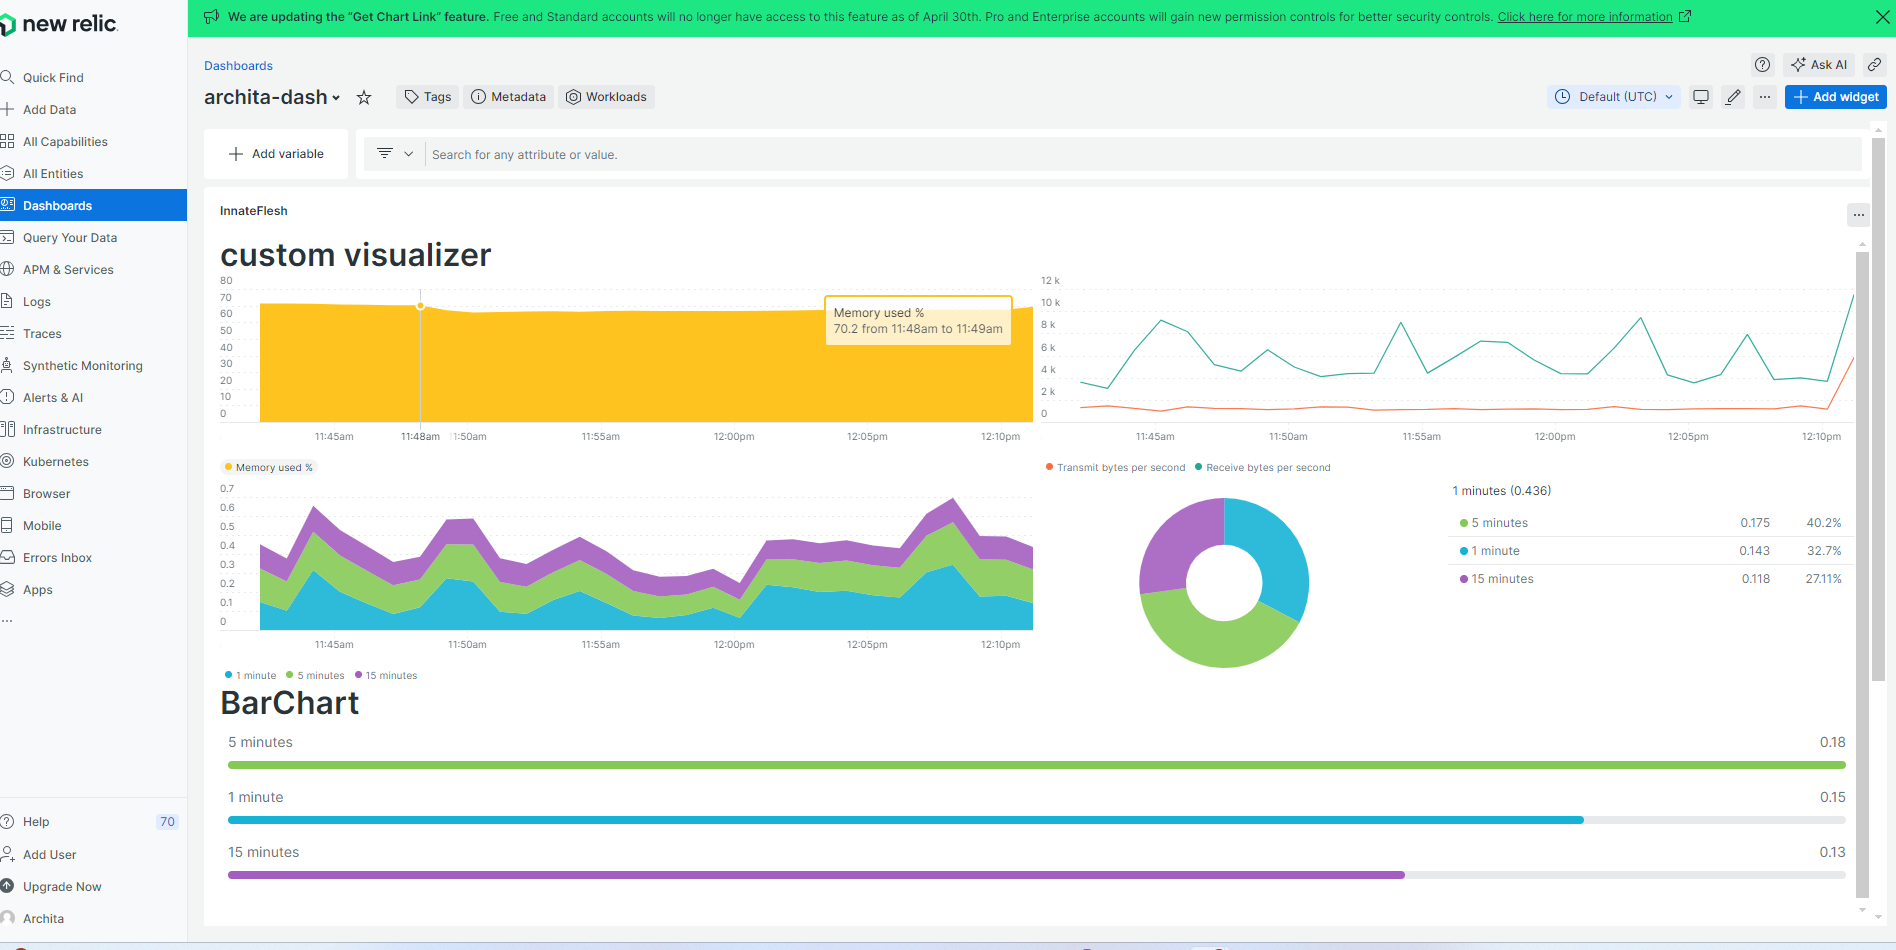 new relic.
We are updating the “Get Chart Link” feature. Free and Standard accounts will no longer have access to this feature as of April 30th. Pro and Enterprise accounts will gain new permission controls for better security controls. Click here for more information
Quick Find
Add Data
All Capabilities
All Entities
Dashboards
Query Your Data
APM & Services
Logs
Traces
Synthetic Monitoring
Alerts & AI
Infrastructure
Kubernetes
Browser
Mobile
Errors Inbox
Apps
...
Help 70
Add User
Upgrade Now
Archita
Dashboards
Ask AI
archita-dash
Tags
Metadata
Workloads
Default (UTC)
...
Add widget
Add variable
Search for any attribute or value.
InnateFlesh
...
custom visualizer
80
70
60
50
40
30
20
10
0
Memory used %
70.2 from 11:48am to 11:49am
11:45am 11:48am 11:50am 11:55am 12:00pm 12:05pm 12:10pm
Memory used %
12 k
10 k
8 k
6 k
4 k
2 k
0
11:45am 11:50am 11:55am 12:00pm 12:05pm 12:10pm
Transmit bytes per second Receive bytes per second
0.7
0.6
0.5
0.4
0.3
0.2
0.1
0
11:45am 11:50am 11:55am 12:00pm 12:05pm 12:10pm
1 minute 5 minutes 15 minutes
1 minutes (0.436)
5 minutes 0.175 40.2%
1 minute 0.143 32.7%
15 minutes 0.118 27.11%
BarChart
5 minutes 0.18
1 minute 0.15
15 minutes 0.13